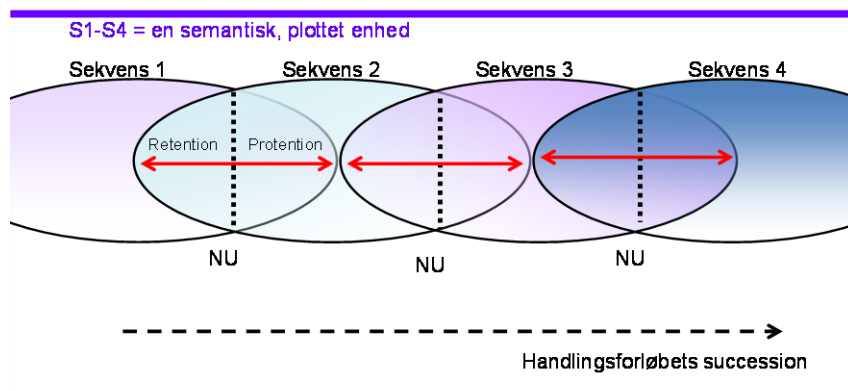 S1-S4 = en semantisk, plottet enhed
Sekvens 1
Sekvens 2
Sekvens 3
Sekvens 4
Retention
Protention
NU
NU
NU
Handlingsforløbets succession